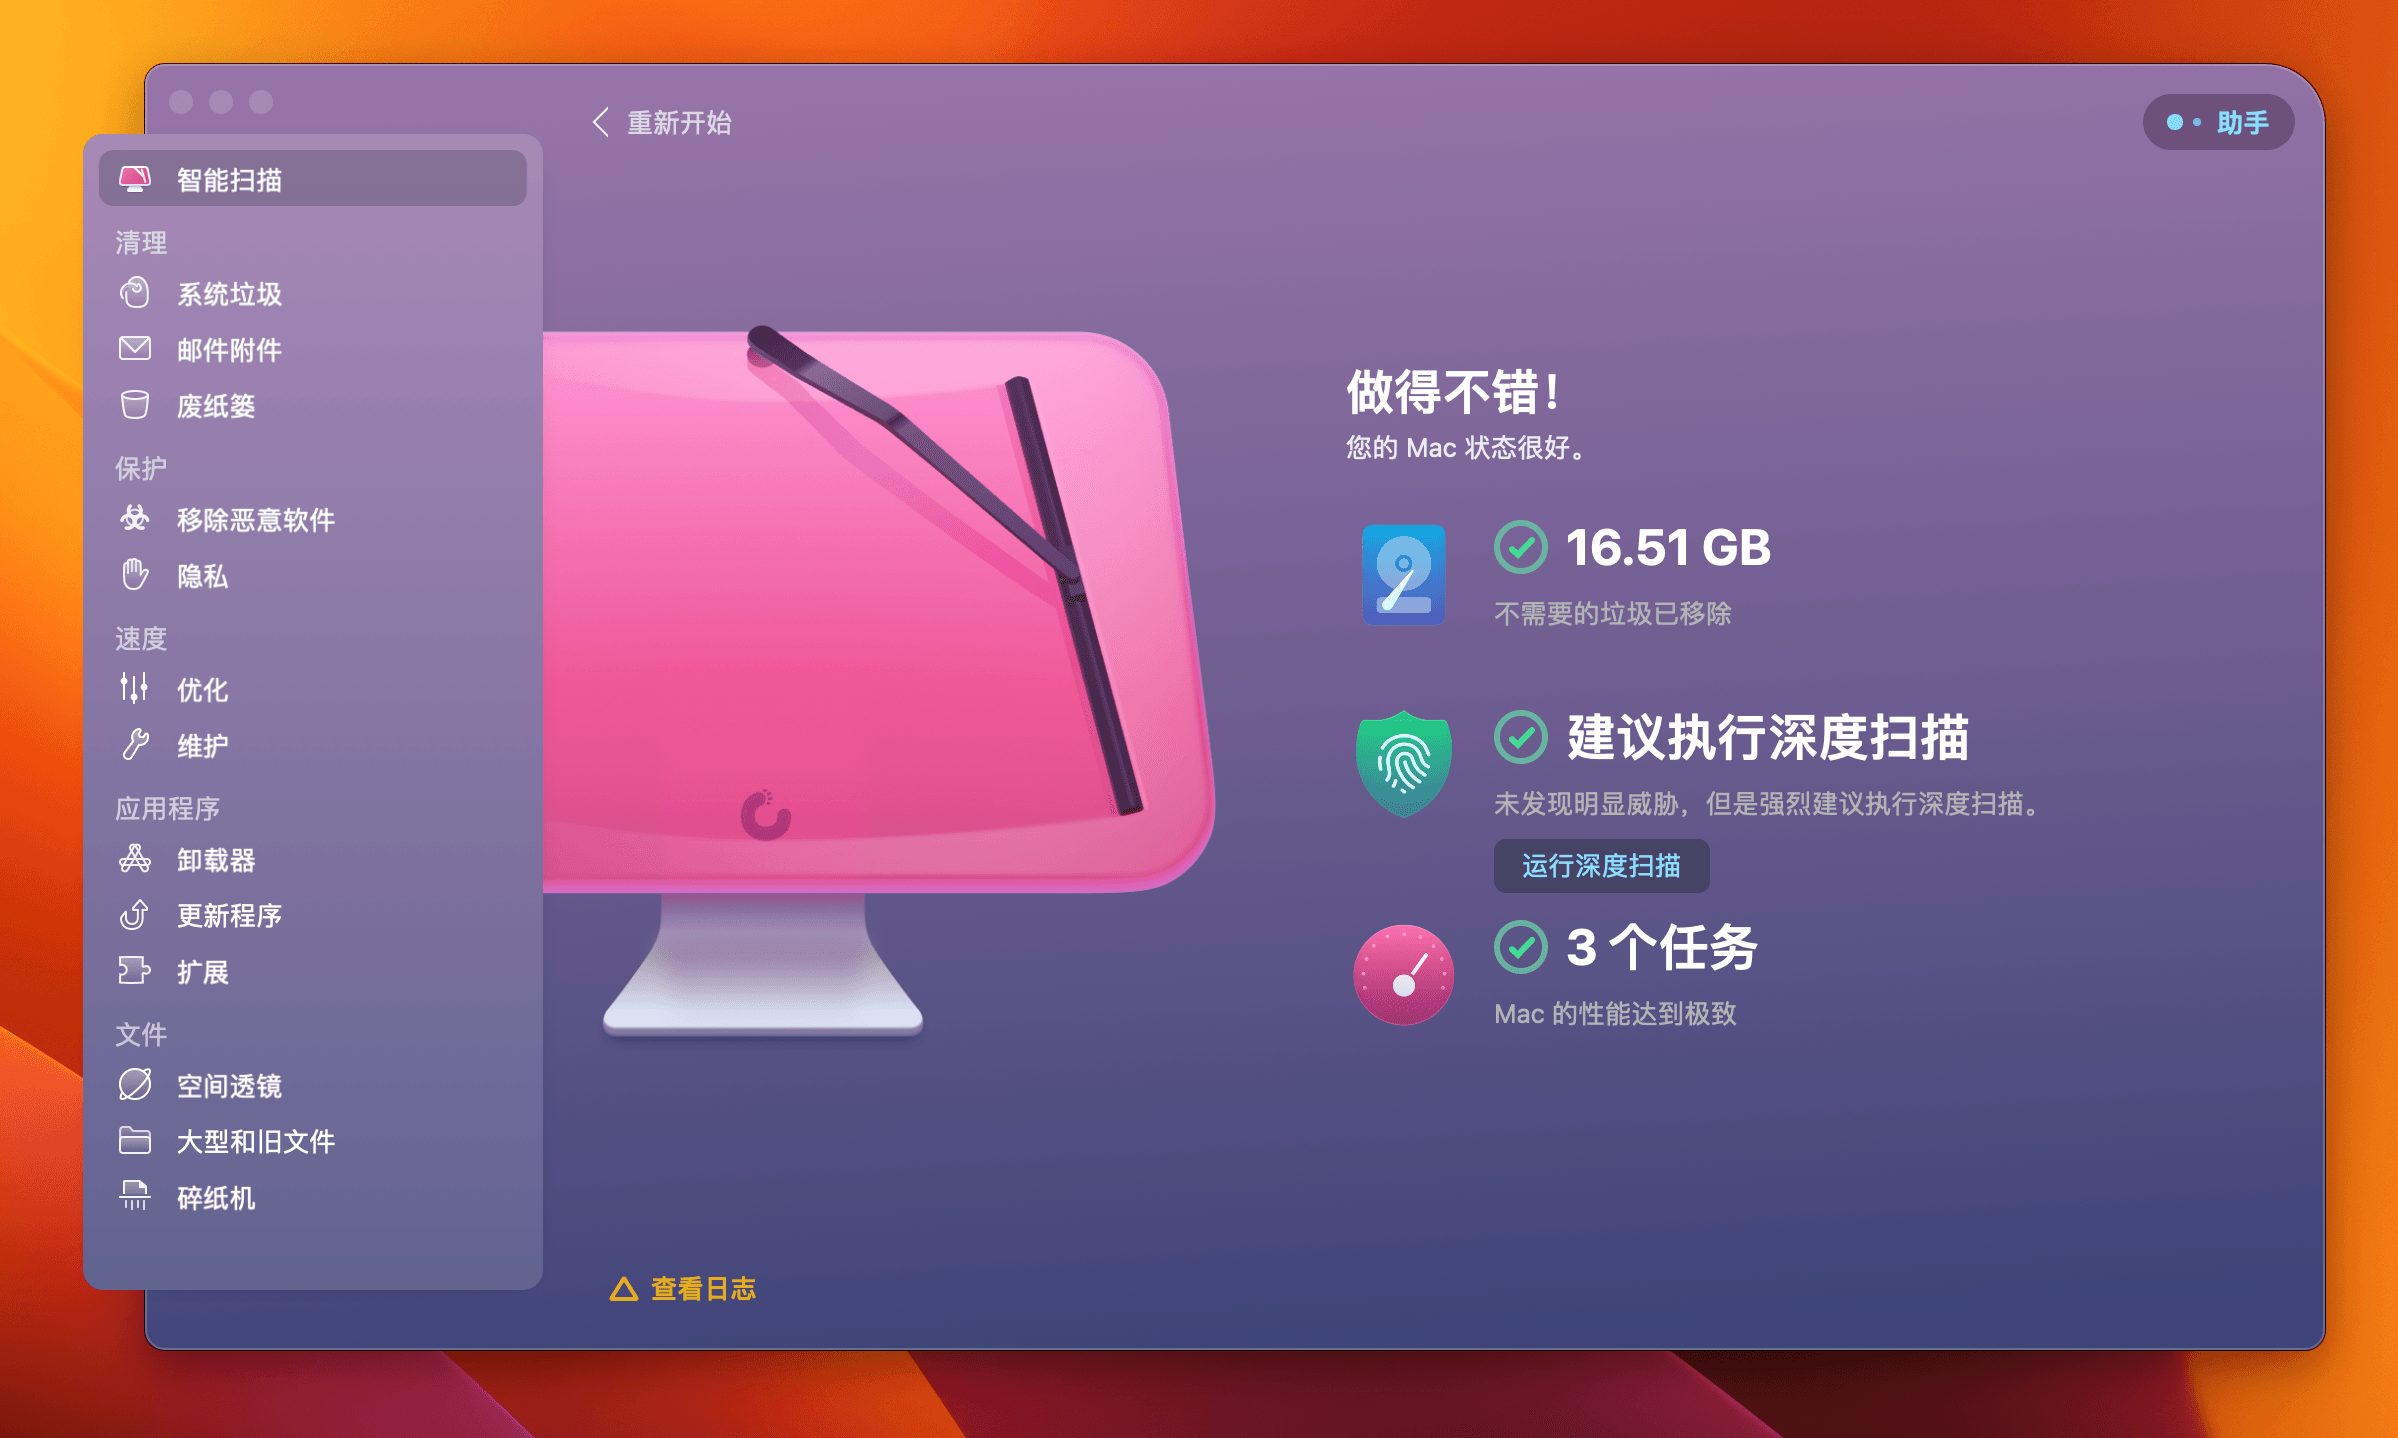 重新开始
助手
智能扫描
清理
系统垃圾
邮件附件
废纸篓
保护
移除恶意软件
隐私
速度
优化
维护
应用程序
卸载器
更新程序
扩展
文件
空间透镜
大型和旧文件
碎纸机
做得不错！
您的 Mac 状态很好。
16.51 GB
不需要的垃圾已移除
建议执行深度扫描
未发现明显威胁，但是强烈建议执行深度扫描。
运行深度扫描
3 个任务
Mac 的性能达到极致
查看日志